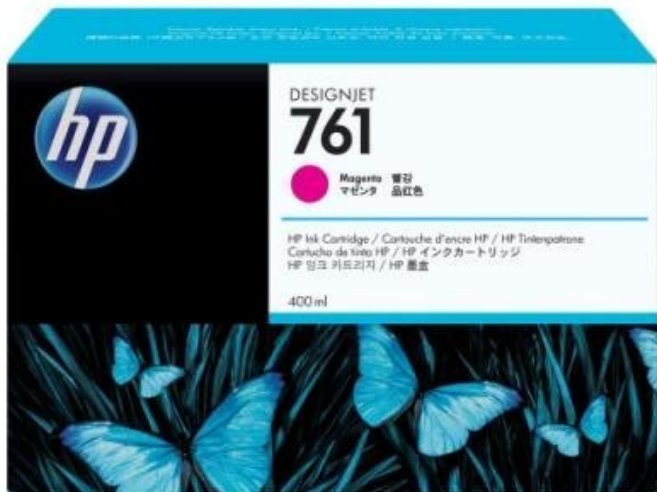 hp
DESIGNJET
761
Magenta 빨강
マゼンタ 品红色
HP Ink Cartridge / Cartouche d'encre HP / HP Tintenpatrone
Cartucho de tinta HP / HP インクカートリッジ
HP 잉크 카트리지 / HP 墨盒
400 ml